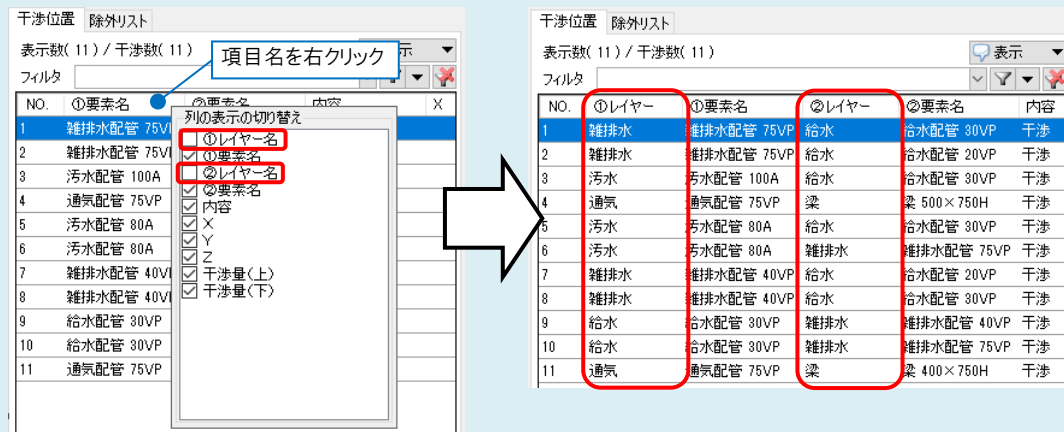 干渉位置 除外リスト
表示数( 11 ) / 干渉数( 11 )
示
項目名を右クリック
フィルタ
NO. ①要素名 ②要素名 内容 X
列の表示の切り替え
①レイヤー名
①要素名
②レイヤー名
②要素名
内容
X
Y
Z
干渉量(上)
干渉量(下)
1 雑排水配管 75V
2 雑排水配管 75V
3 汚水配管 100A
4 通気配管 75VP
5 汚水配管 80A
6 汚水配管 80A
7 雑排水配管 40V
8 雑排水配管 40V
9 給水配管 30VP
10 給水配管 30VP
11 通気配管 75VP
干渉位置 除外リスト
表示数( 11 ) / 干渉数( 11 )
表示
フィルタ
NO. ①レイヤー ①要素名 ②レイヤー ②要素名 内容
1 雑排水 雑排水配管 75VP 給水 給水配管 30VP 干渉
2 雑排水 雑排水配管 75VP 給水 給水配管 20VP 干渉
3 汚水 汚水配管 100A 給水 給水配管 30VP 干渉
4 通気 通気配管 75VP 梁 梁 500×750H 干渉
5 汚水 汚水配管 80A 給水 給水配管 30VP 干渉
6 汚水 汚水配管 80A 雑排水 雑排水配管 75VP 干渉
7 雑排水 雑排水配管 40VP 給水 給水配管 20VP 干渉
8 雑排水 雑排水配管 40VP 給水 給水配管 30VP 干渉
9 給水 給水配管 30VP 雑排水 雑排水配管 40VP 干渉
10 給水 給水配管 30VP 雑排水 雑排水配管 75VP 干渉
11 通気 通気配管 75VP 梁 梁 400×750H 干渉